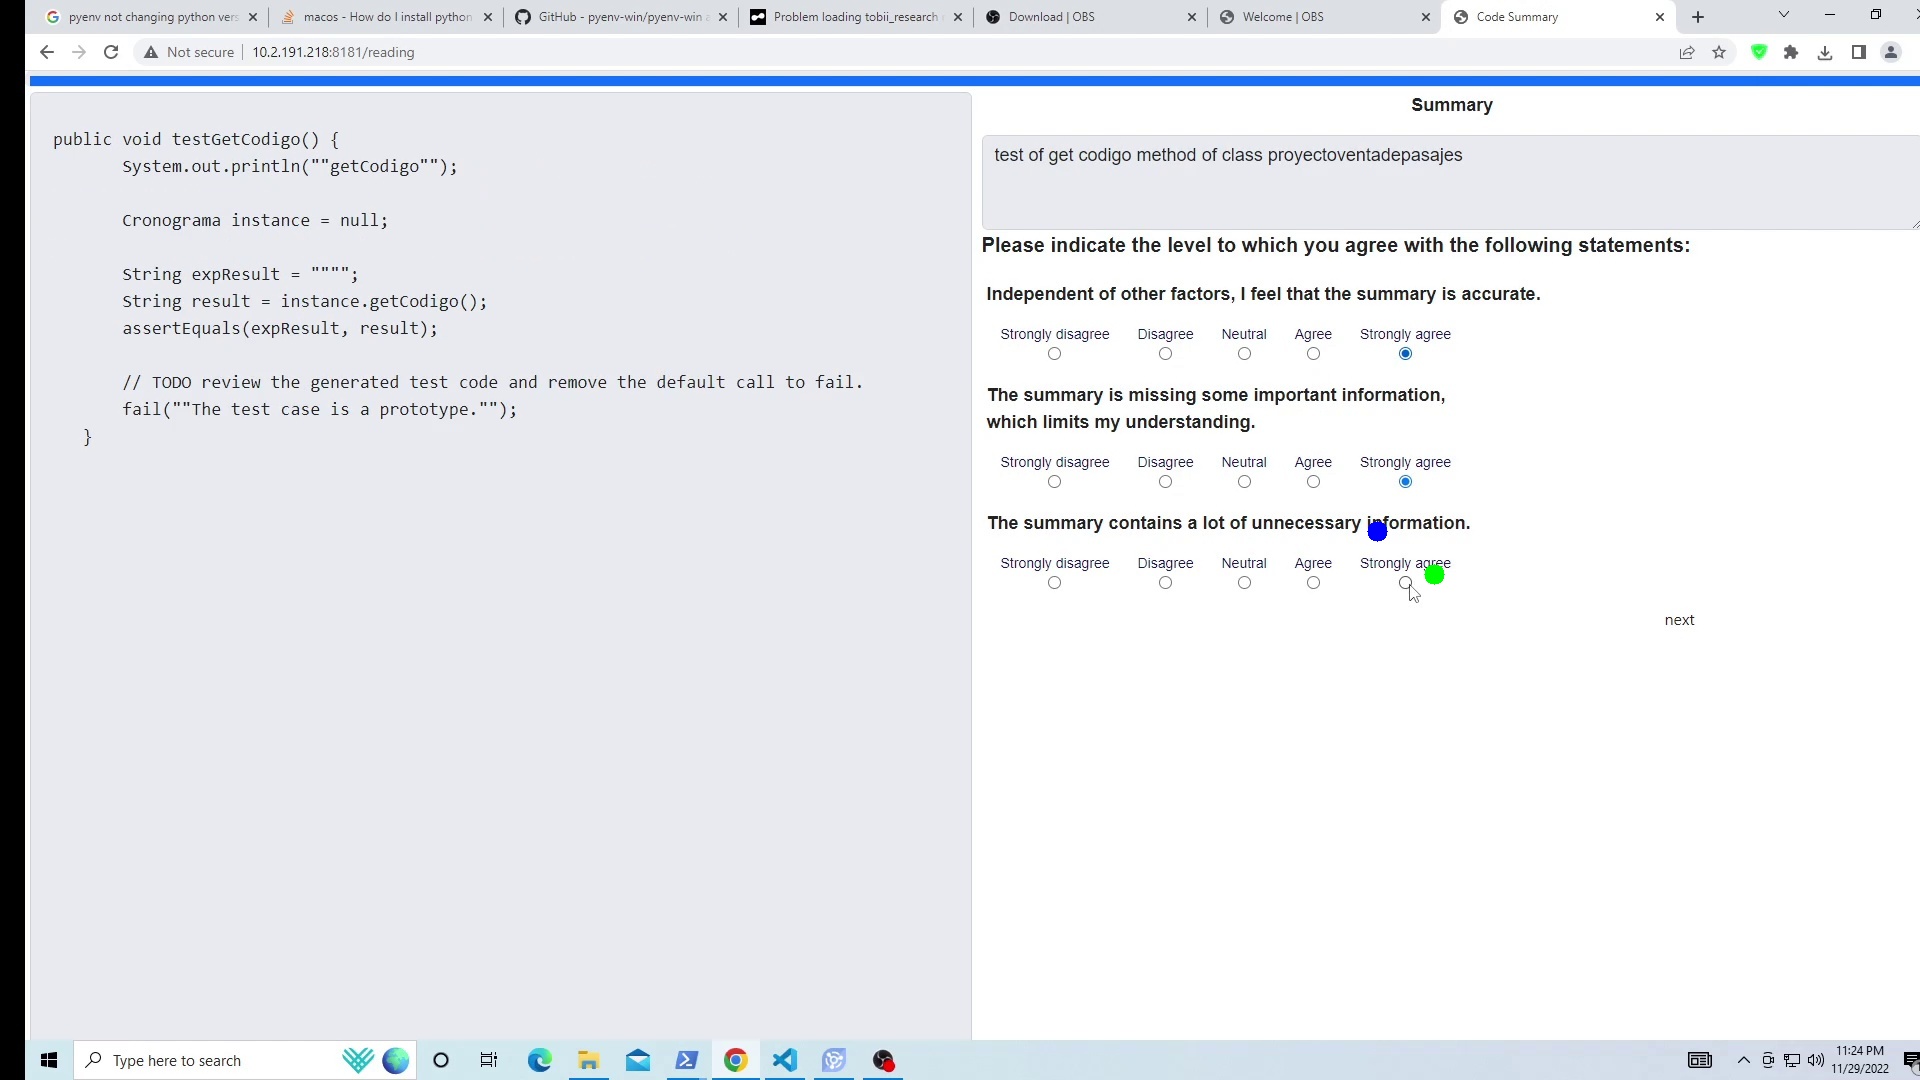 pyenv not changing python vers
macos - How do I install python
GitHub - pyenv-win/pyenv-win
Problem loading tobii_research
Download | OBS
Welcome | OBS
Code Summary
Not secure
10.2.191.218:8181/reading
public void testGetCodigo() {
System.out.println(""getCodigo"");
Cronograma instance = null;
String expResult = """";
String result = instance.getCodigo();
assertEquals(expResult, result);
// TODO review the generated test code and remove the default call to fail.
fail(""The test case is a prototype."");
}
Summary
test of get codigo method of class proyectoventadepasajes
Please indicate the level to which you agree with the following statements:
Independent of other factors, I feel that the summary is accurate.
Strongly disagree Disagree Neutral Agree Strongly agree
The summary is missing some important information,
which limits my understanding.
Strongly disagree Disagree Neutral Agree Strongly agree
The summary contains a lot of unnecessary information.
Strongly disagree Disagree Neutral Agree Strongly agree
next
Type here to search
11:24 PM
11/29/2022